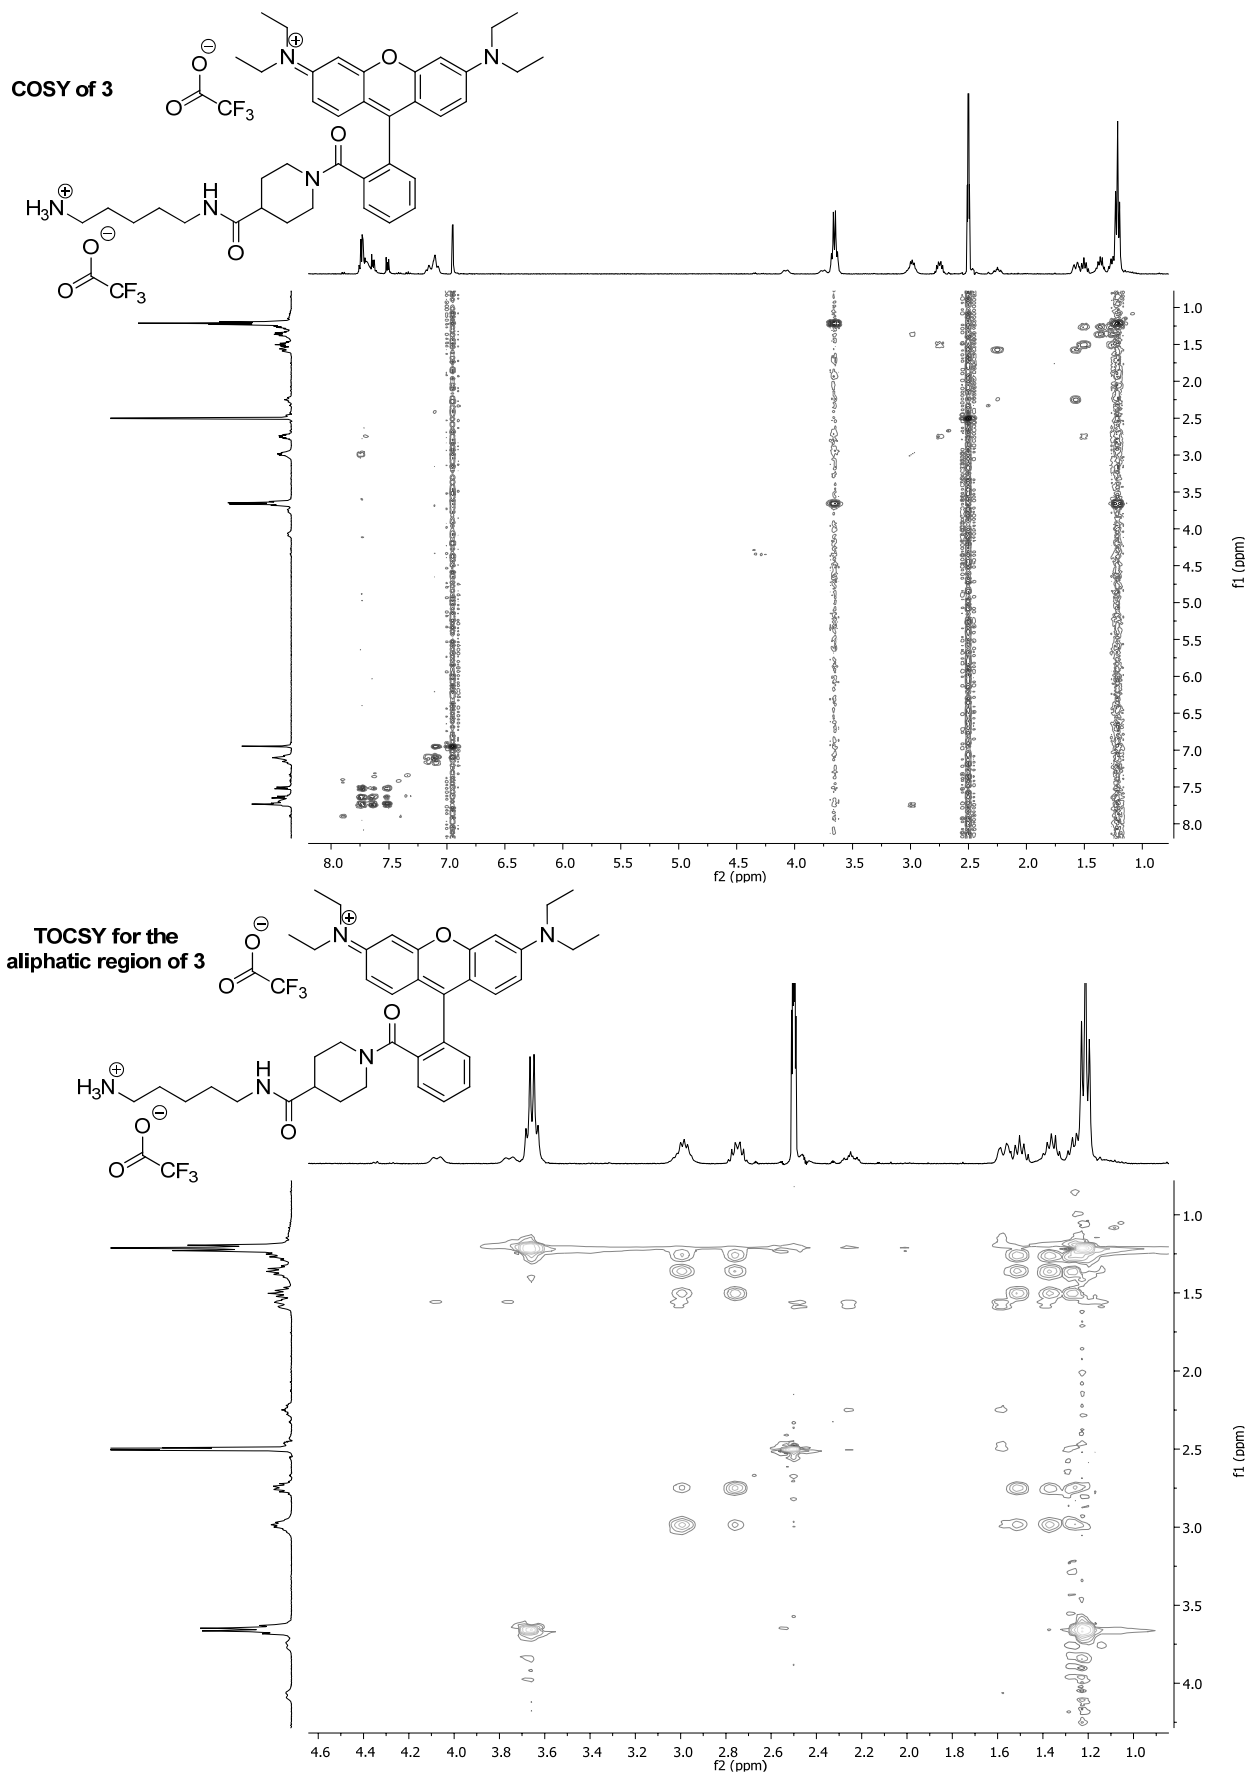 COSY of 3
O
⊖
O
CF3
N
⊕
O
N
O
N
H
N
O
H3N
⊕
O
⊖
O
CF3
1.0
1.5
2.0
2.5
3.0
3.5
4.0
4.5
5.0
5.5
6.0
6.5
7.0
7.5
8.0
f1 (ppm)
8.0 7.5 7.0 6.5 6.0 5.5 5.0 4.5 4.0 3.5 3.0 2.5 2.0 1.5 1.0
f2 (ppm)
TOCSY for the
aliphatic region of 3
O
⊖
O
CF3
N
⊕
O
N
O
N
H
N
O
H3N
⊕
O
⊖
O
CF3
1.0
1.5
2.0
2.5
3.0
3.5
4.0
f1 (ppm)
4.6 4.4 4.2 4.0 3.8 3.6 3.4 3.2 3.0 2.8 2.6 2.4 2.2 2.0 1.8 1.6 1.4 1.2 1.0
f2 (ppm)